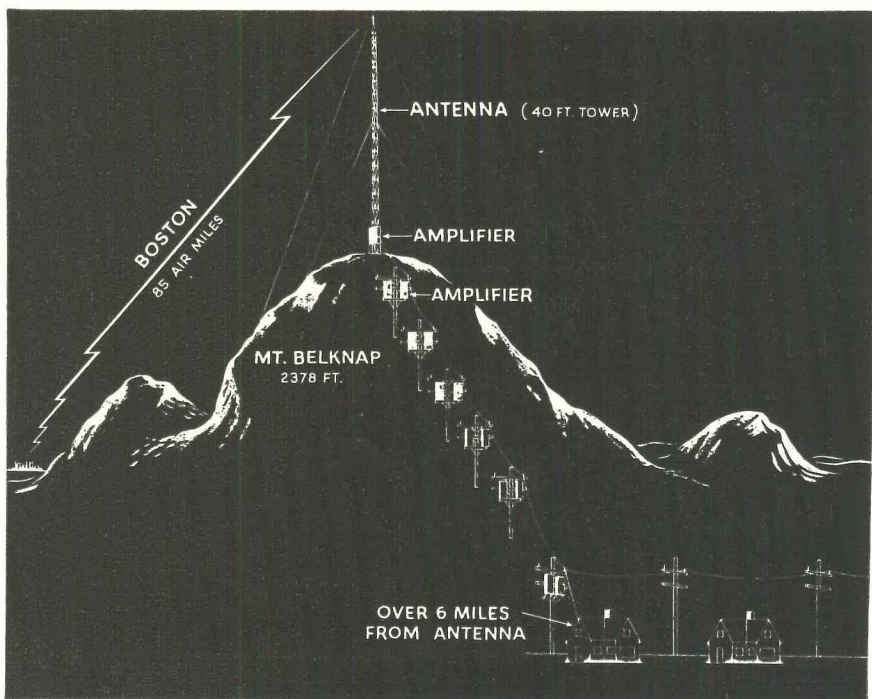 ANTENNA (40 FT. TOWER)
BOSTON
85 AIR MILES
AMPLIFIER
AMPLIFIER
MT. BELKNAP
2378 FT.
OVER 6 MILES
FROM ANTENNA